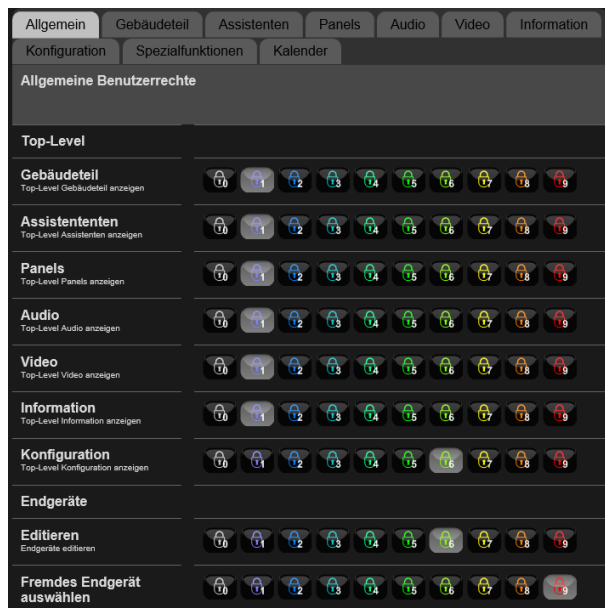 Allgemein Gebäudeteil Assistenten Panels Audio Video Information
Konfiguration Spezialfunktionen Kalender
Allgemeine Benutzerrechte
Top-Level
Gebäudeteil
Top-Level Gebäudeteil anzeigen
0 1 2 3 4 5 6 7 8 9
Assistententen
Top-Level Assistenten anzeigen
0 1 2 3 4 5 6 7 8 9
Panels
Top-Level Panels anzeigen
0 1 2 3 4 5 6 7 8 9
Audio
Top-Level Audio anzeigen
0 1 2 3 4 5 6 7 8 9
Video
Top-Level Video anzeigen
0 1 2 3 4 5 6 7 8 9
Information
Top-Level Information anzeigen
0 1 2 3 4 5 6 7 8 9
Konfiguration
Top-Level Konfiguration anzeigen
0 1 2 3 4 5 6 7 8 9
Endgeräte
Editieren
Endgeräte editieren
0 1 2 3 4 5 6 7 8 9
Fremdes Endgerät
auswählen
0 1 2 3 4 5 6 7 8 9